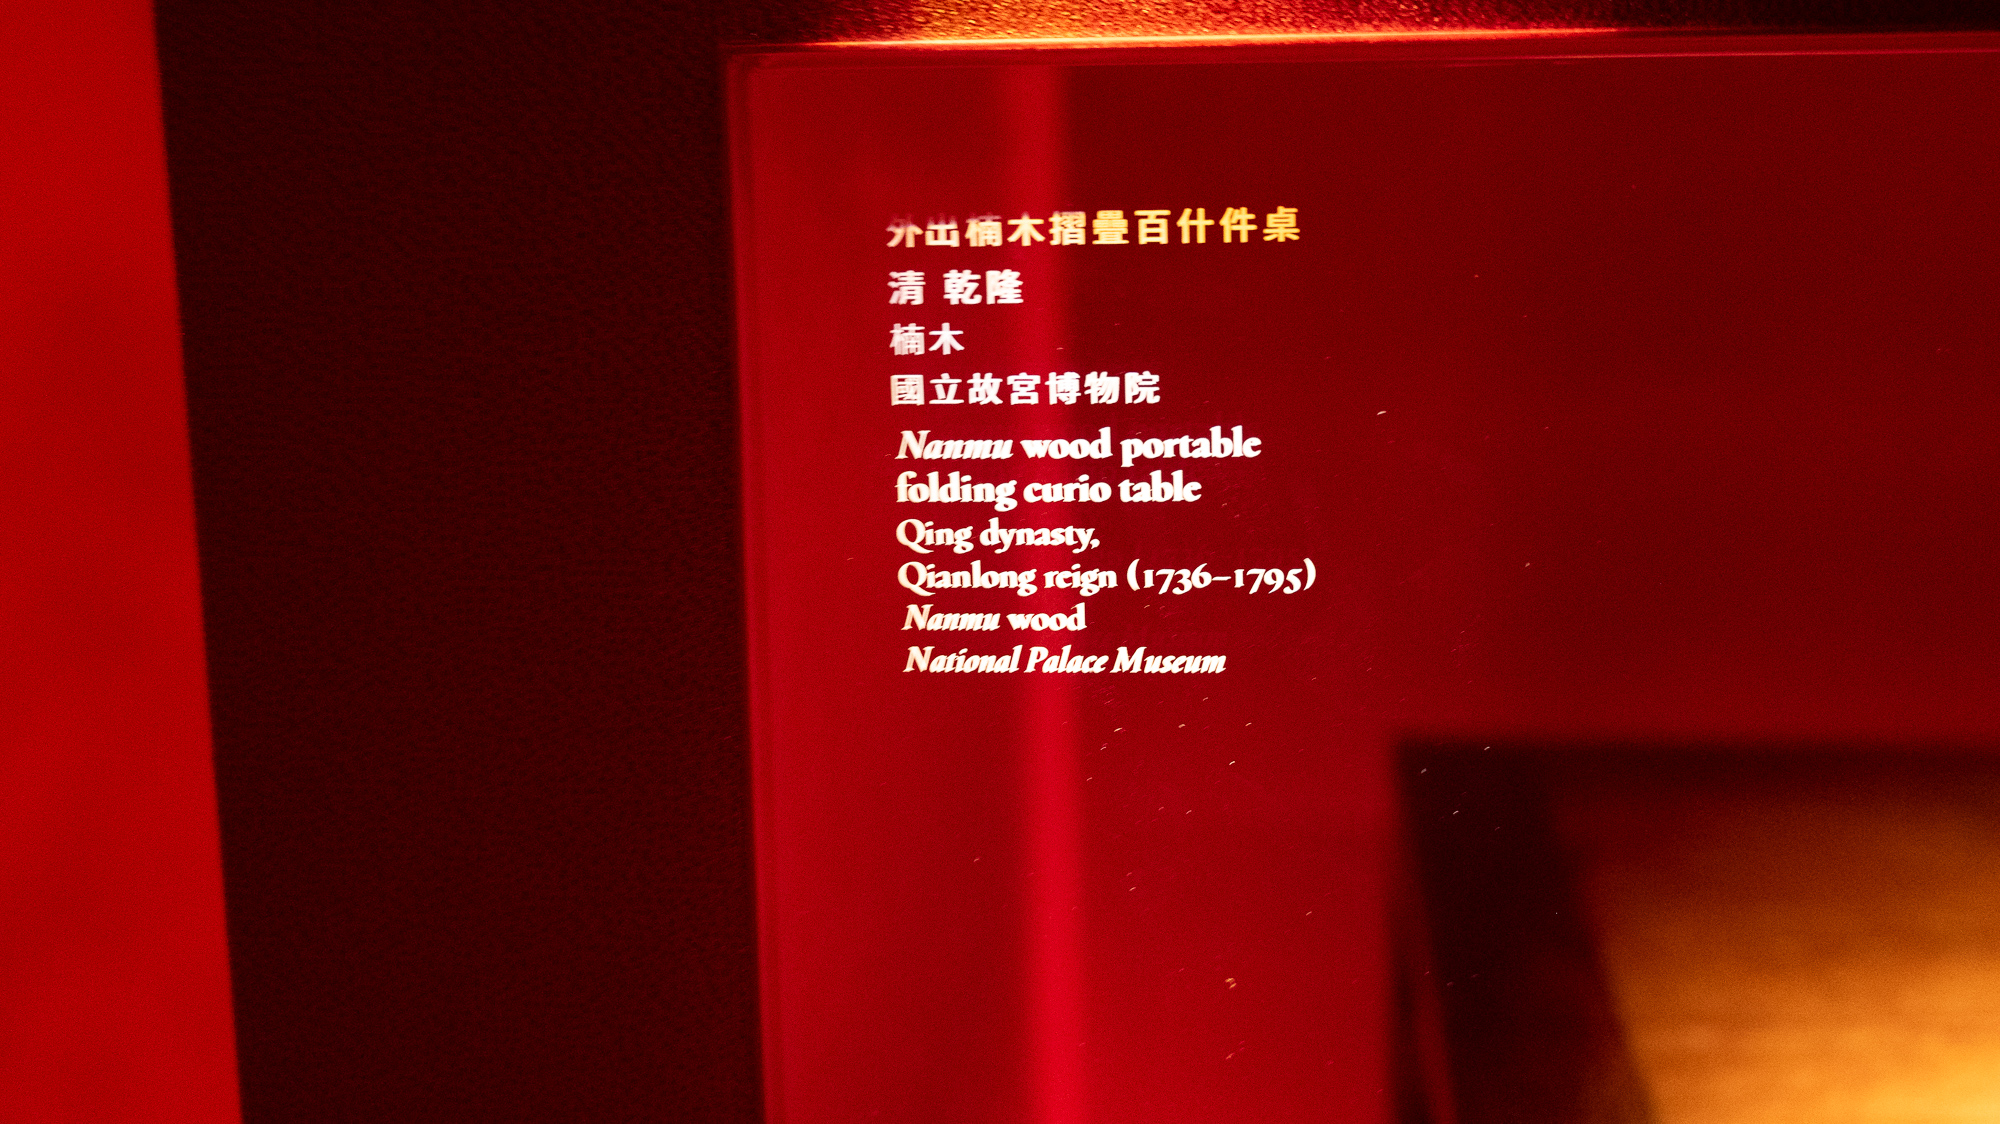 外出楠木摺疊百什件桌
清 乾隆
楠木
國立故宮博物院
Nanmu wood portable
folding curio table
Qing dynasty,
Qianlong reign (1736–1795)
Nanmu wood
National Palace Museum